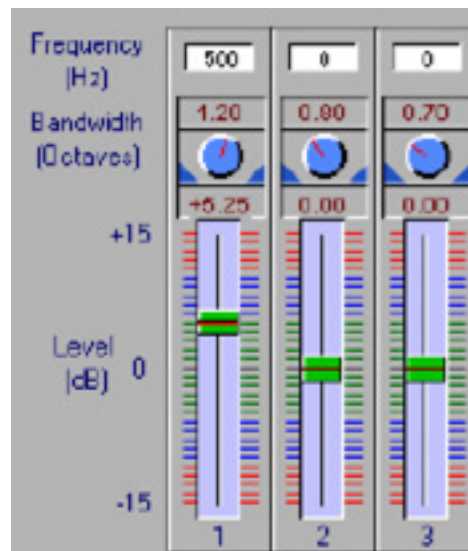 Frequency
(Hz)
500 0 0
Bandwidth
(Octaves)
1.20 0.80 0.70
+5.25 0.00 0.00
+15
Level
(dB)
0
-15
1 2 3